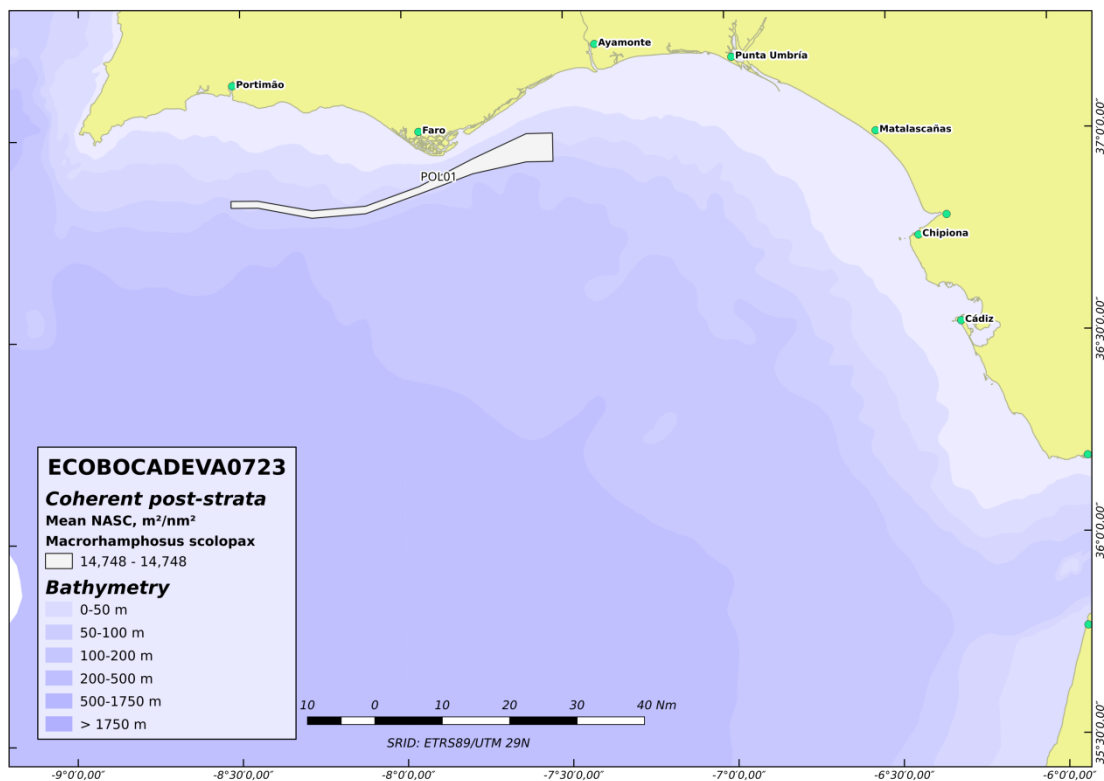 Ayamonte
Punta Umbría
Portimão
Faro
Matalascañas
POL01
Chipiona
Cádiz
37°0'0,00"
36°30'0,00"
36°0'0,00"
35°30'0,00"
ECOBOCADEVA0723
Coherent post-strata
Mean NASC, m²/nm²
Macrorhamphosus scolopax
14,748 - 14,748
Bathymetry
0-50 m
50-100 m
100-200 m
200-500 m
500-1750 m
> 1750 m
10 0 10 20 30 40 Nm
SRID: ETRS89/UTM 29N
-9°0'0,00" -8°30'0,00" -8°0'0,00" -7°30'0,00" -7°0'0,00" -6°30'0,00" -6°0'0,00"